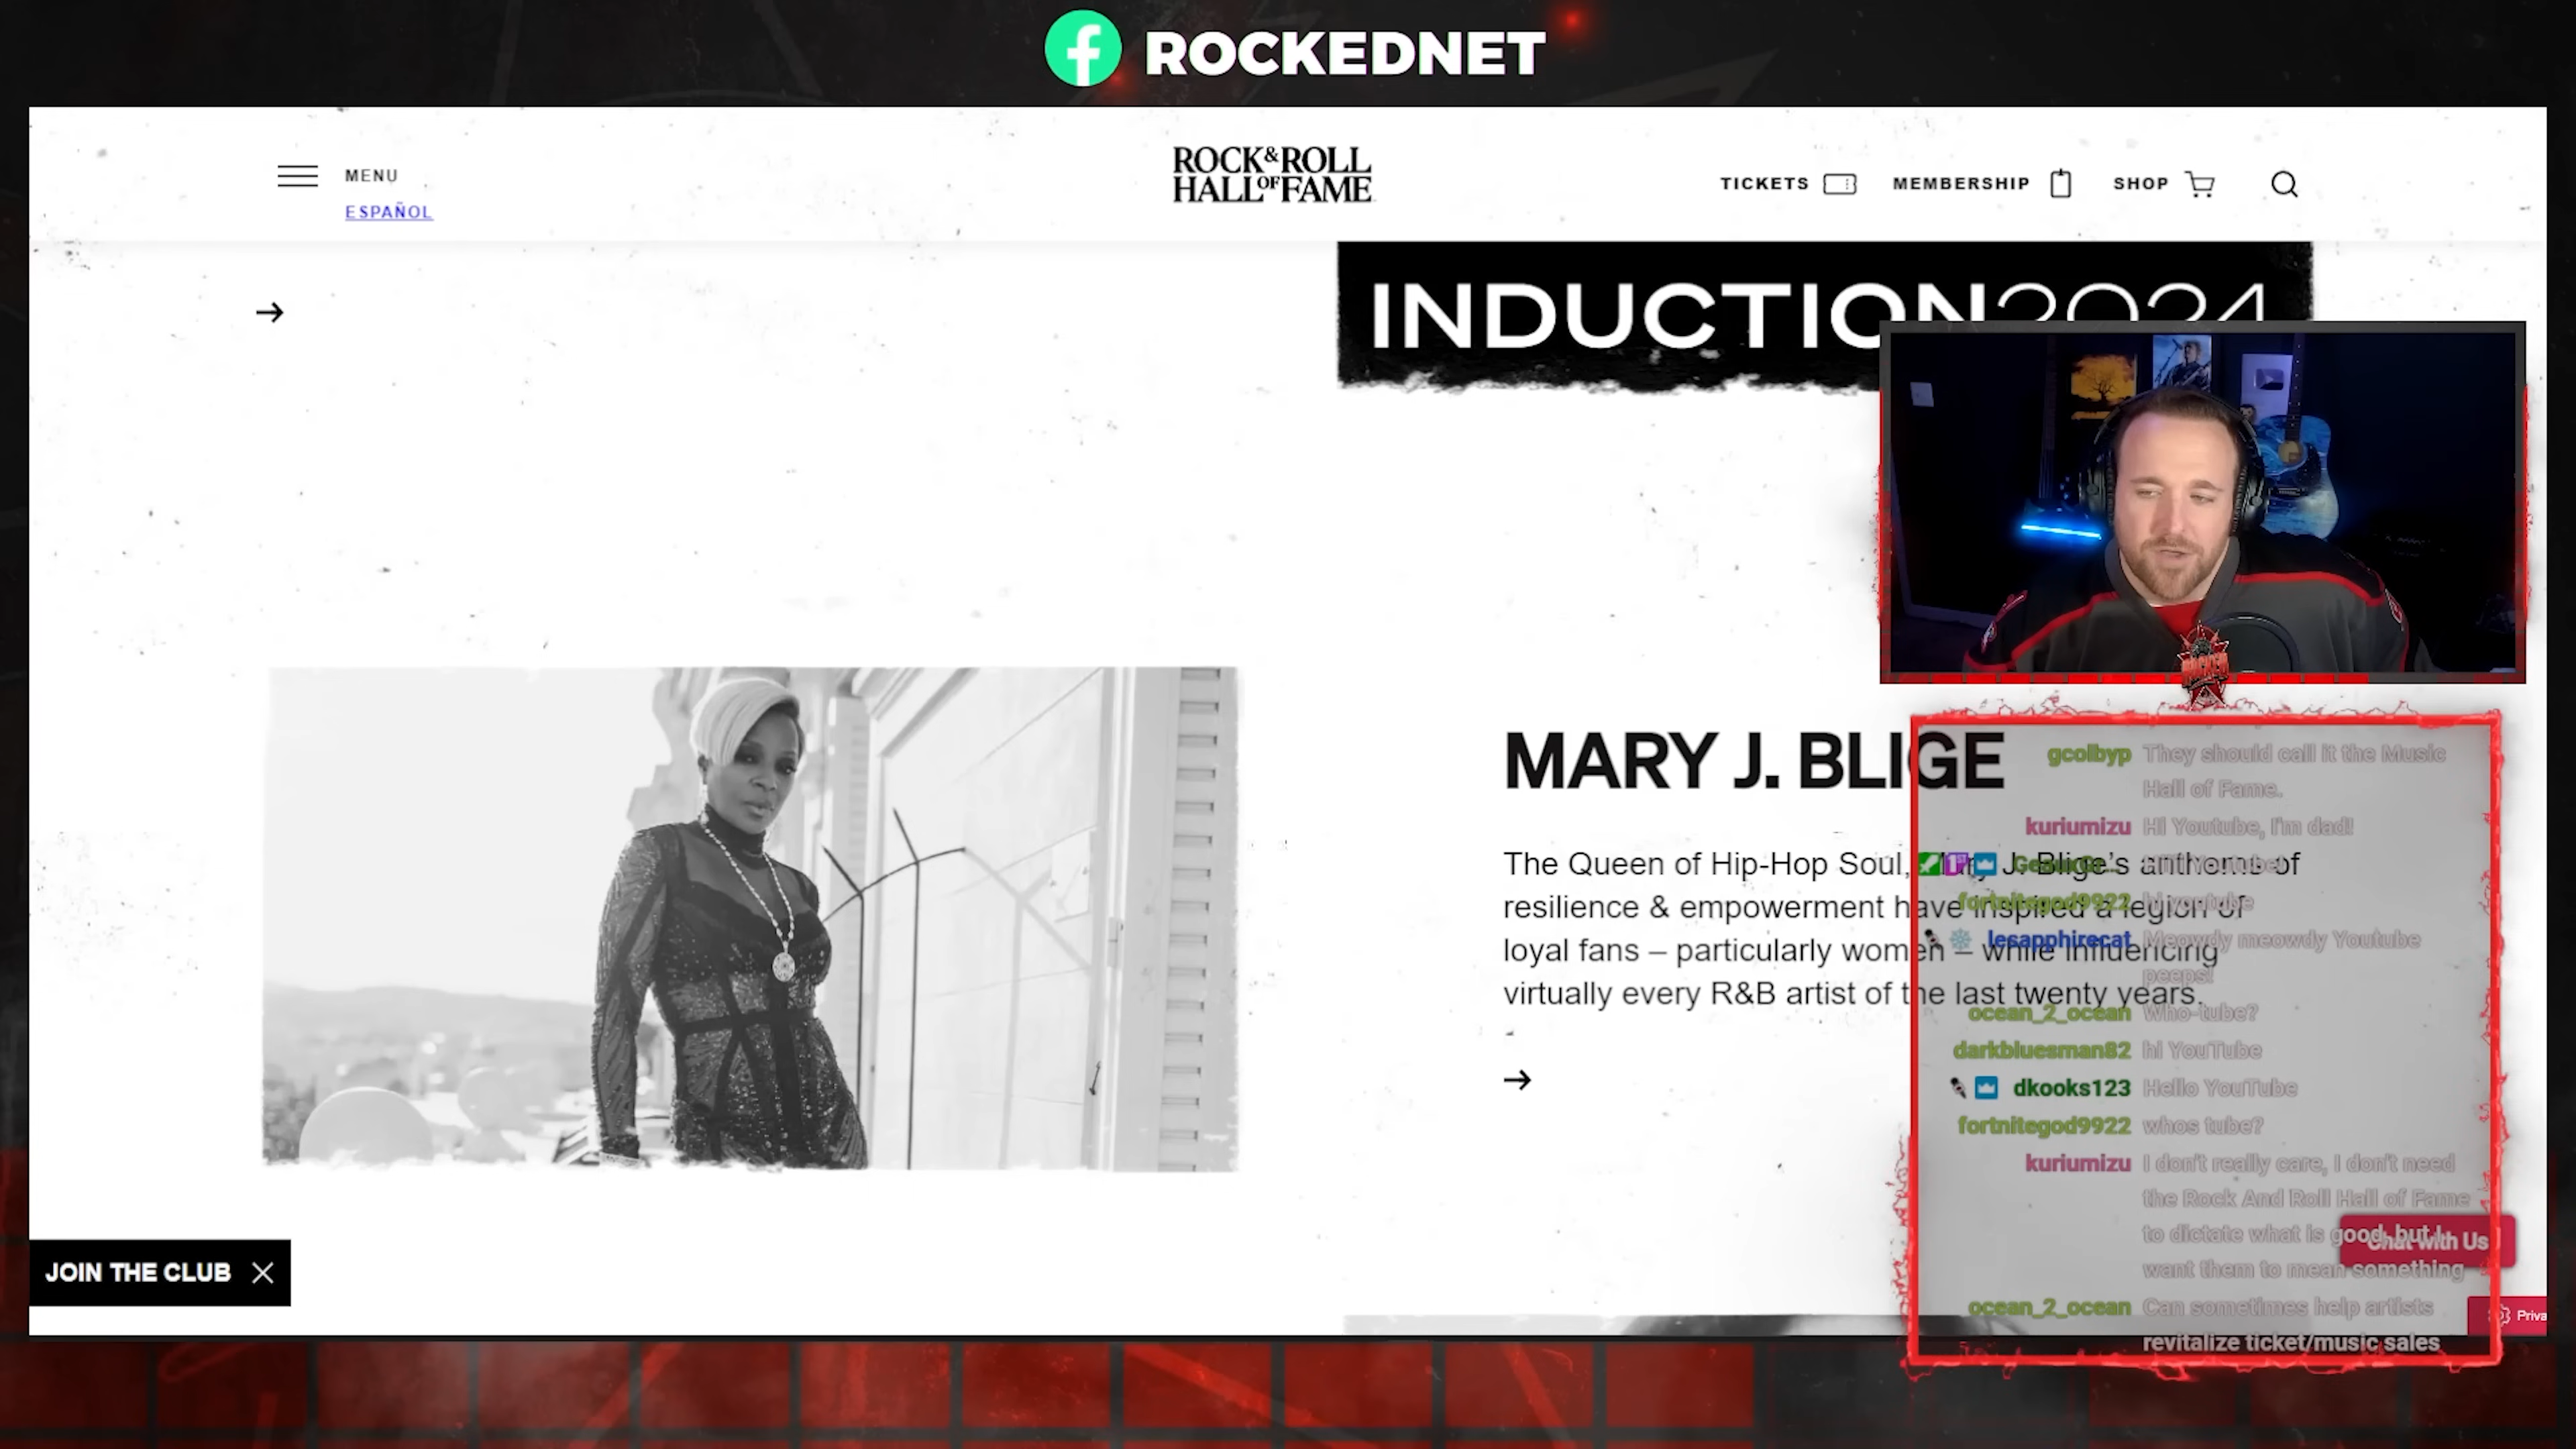 ROCKEDNET
MENU
ESPAÑOL
ROCK&ROLL
HALL OF FAME
TICKETS
MEMBERSHIP
SHOP
INDUCTION2024
MARY J. BLIGE
The Queen of Hip-Hop Soul, Mary J. Blige's anthems of
resilience & empowerment have inspired a legion of
loyal fans – particularly women – while influencing
virtually every R&B artist of the last twenty years.
gcolbyp They should call it the Music
Hall of Fame.
kuriumizu Hi Youtube, I'm dad!
fortnitegod9922 hi youtube
lesapphirecat Meowdy meowdy Youtube
peeps!
ocean_2_ocean who-tube?
darkbluesman82 hi YouTube
dkooks123 Hello YouTube
fortnitegod9922 whos tube?
kuriumizu I don't really care, I don't need
the Rock And Roll Hall of Fame
to dictate what is good, but I
want them to mean something
ocean_2_ocean Can sometimes help artists
revitalize ticket/music sales
Chat with Us
Priva
JOIN THE CLUB